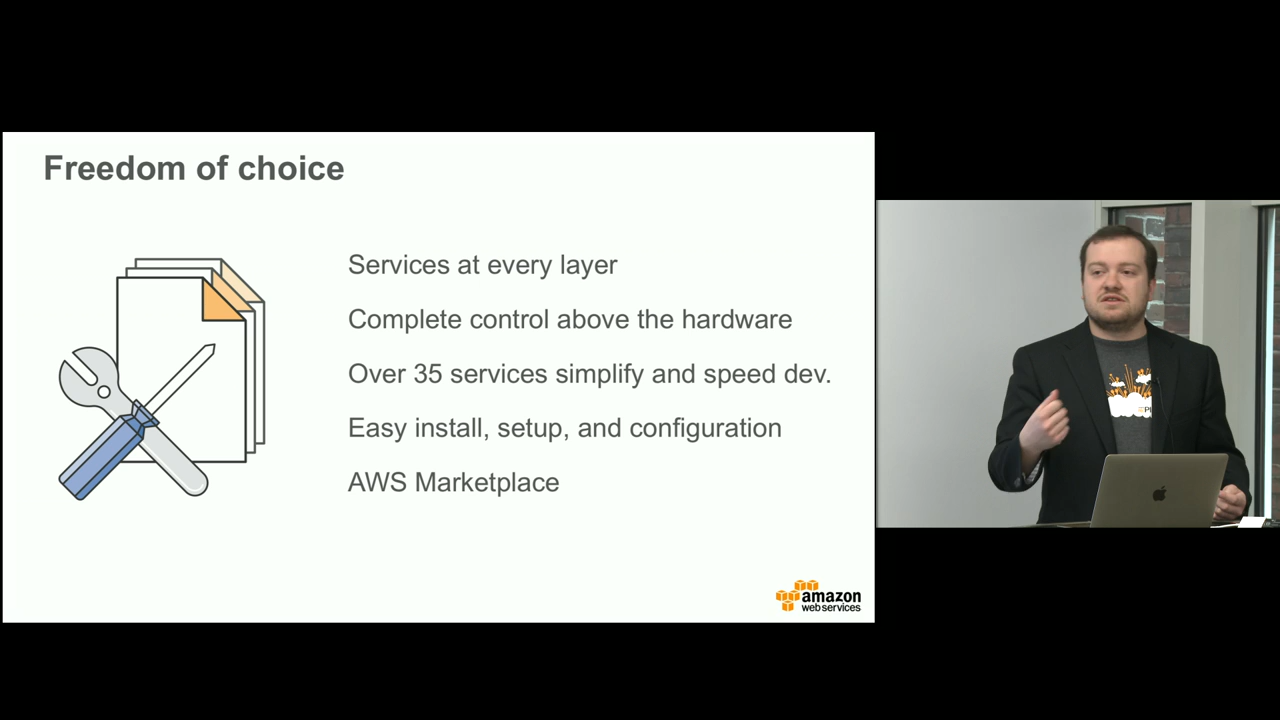 Freedom of choice
Services at every layer
Complete control above the hardware
Over 35 services simplify and speed dev.
Easy install, setup, and configuration
AWS Marketplace
amazon
web services